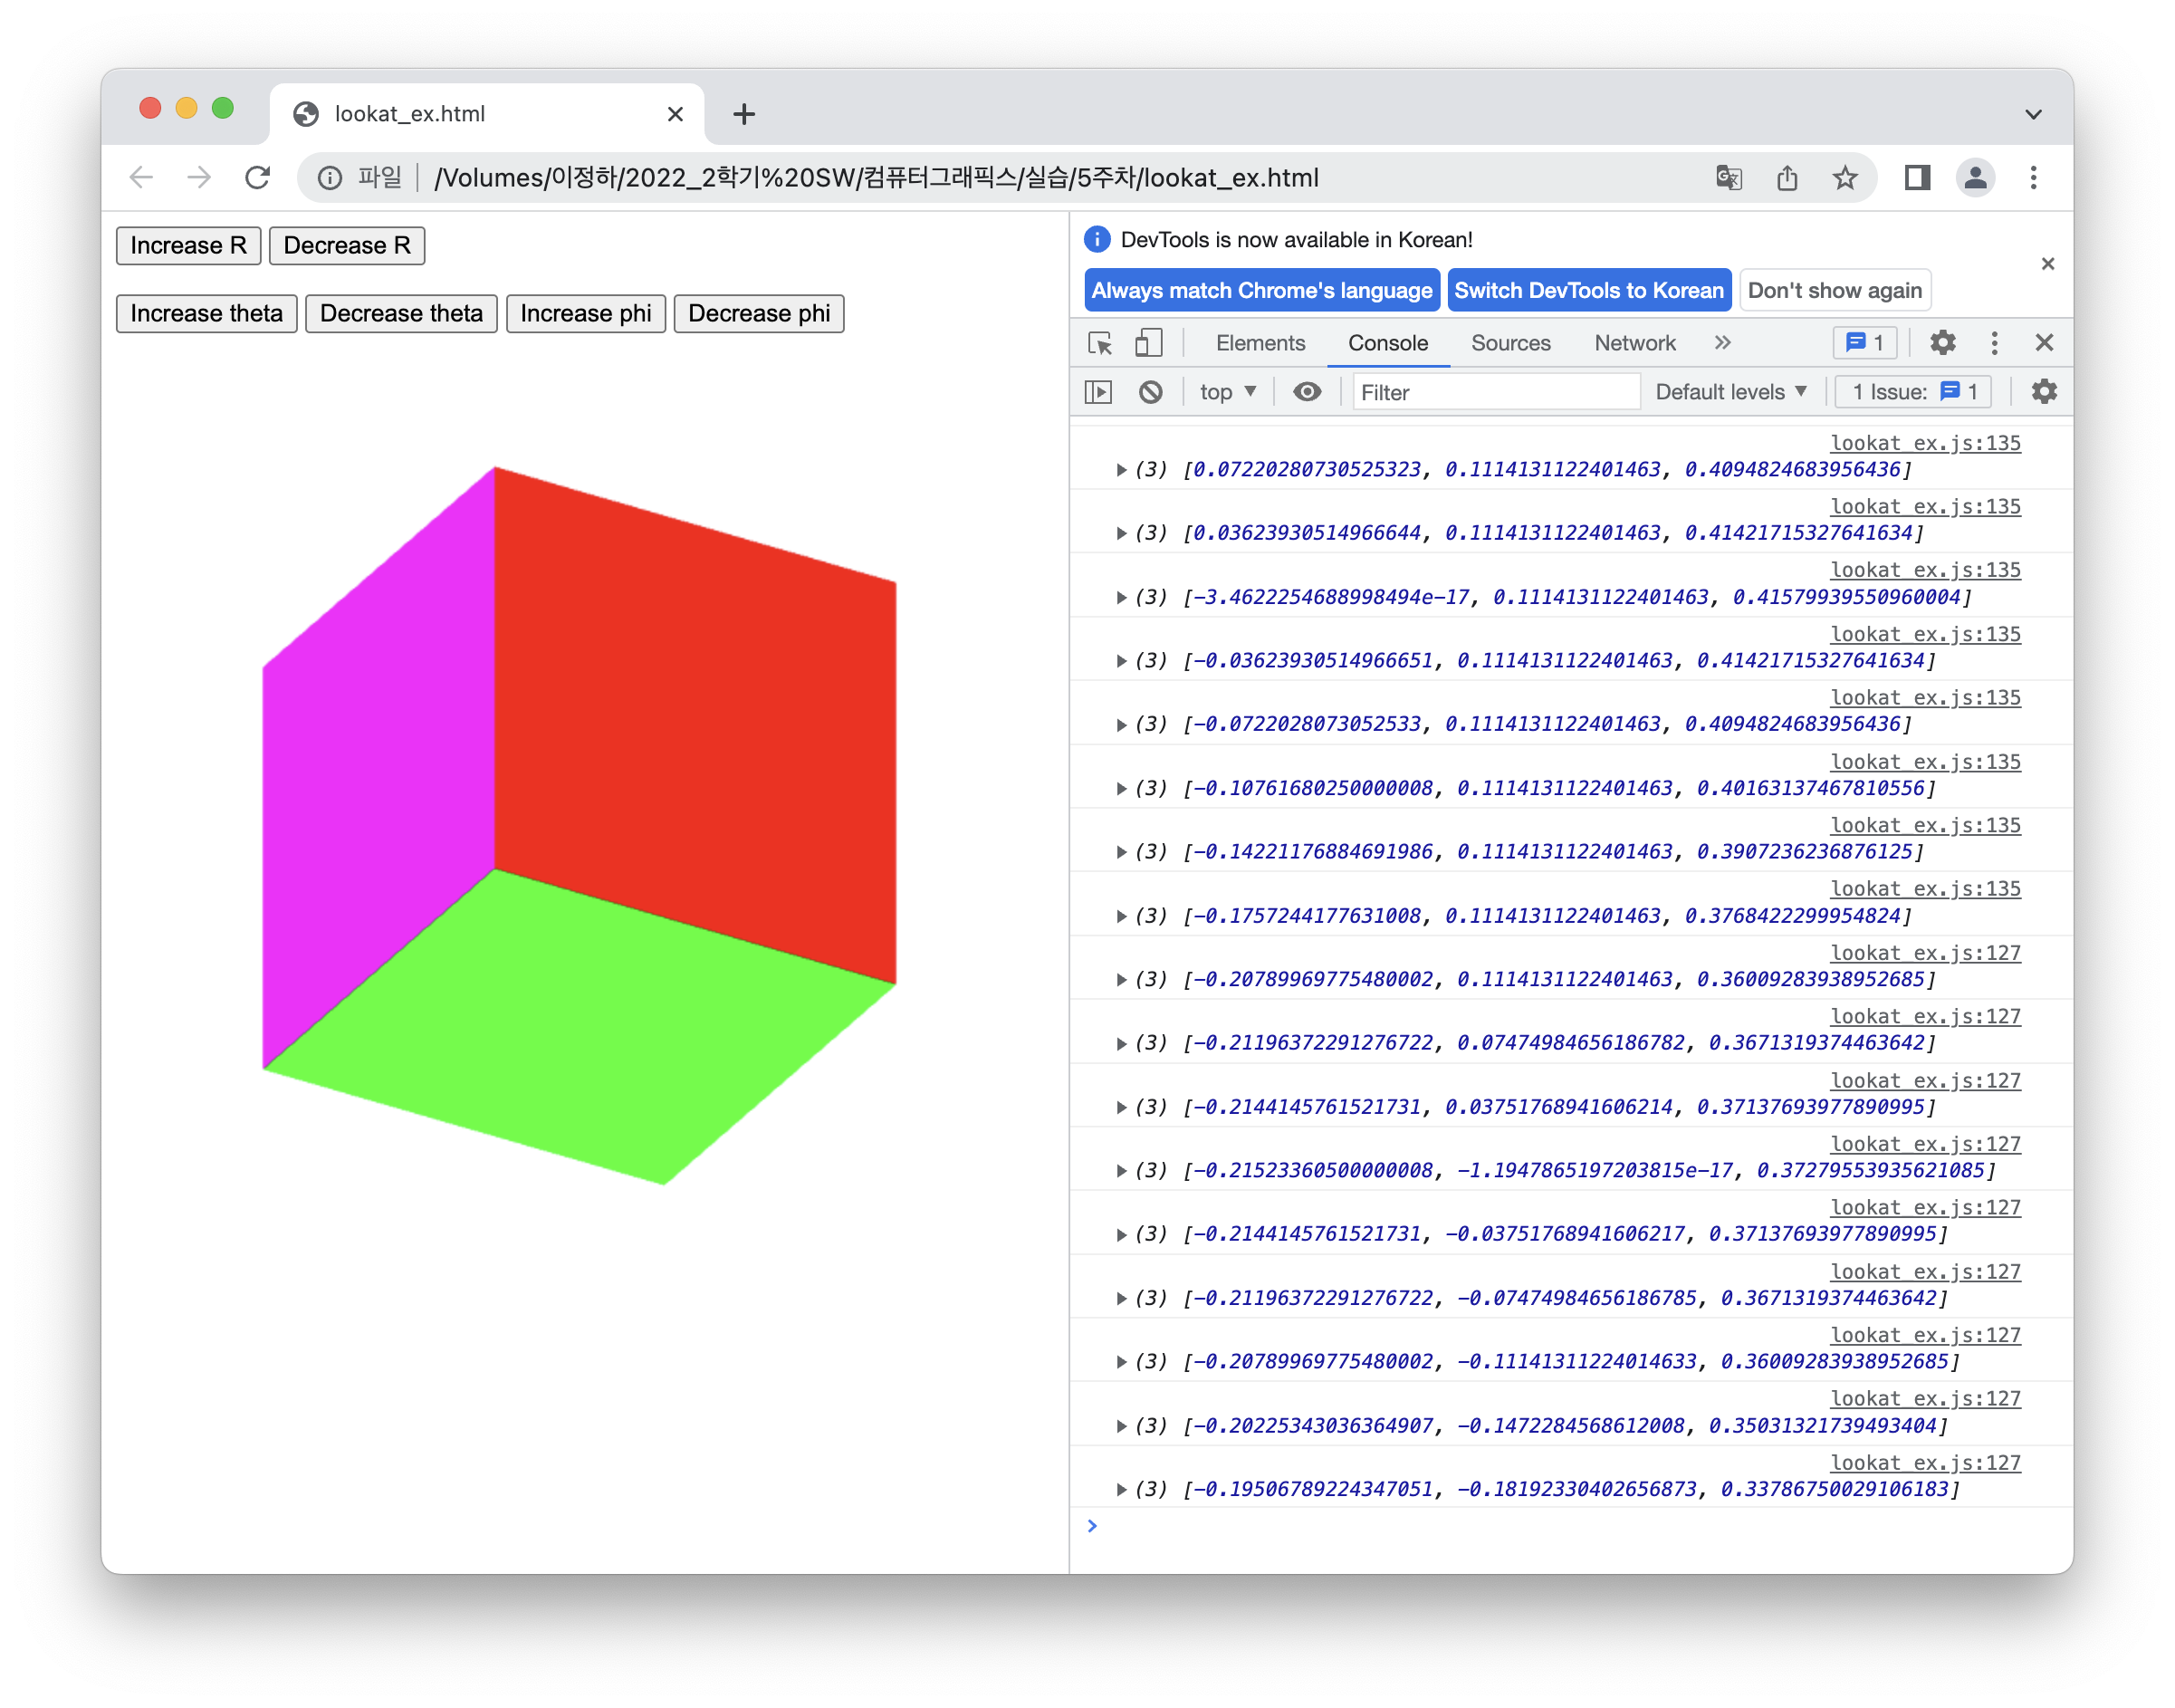 lookat_ex.html
파일 /Volumes/이정하/2022_2학기%20SW/컴퓨터그래픽스/실습/5주차/lookat_ex.html
Increase R Decrease R
Increase theta Decrease theta Increase phi Decrease phi
DevTools is now available in Korean!
Always match Chrome's language Switch DevTools to Korean Don't show again
Elements Console Sources Network 1
top Filter Default levels 1 Issue: 1
lookat_ex.js:135
(3) [0.07220280730525323, 0.1114131122401463, 0.4094824683956436]
lookat_ex.js:135
(3) [0.03623930514966644, 0.1114131122401463, 0.41421715327641634]
lookat_ex.js:135
(3) [-3.4622254688998494e-17, 0.1114131122401463, 0.41579939550960004]
lookat_ex.js:135
(3) [-0.03623930514966651, 0.1114131122401463, 0.41421715327641634]
lookat_ex.js:135
(3) [-0.0722028073052533, 0.1114131122401463, 0.4094824683956436]
lookat_ex.js:135
(3) [-0.10761680250000008, 0.1114131122401463, 0.40163137467810556]
lookat_ex.js:135
(3) [-0.14221176884691986, 0.1114131122401463, 0.3907236236876125]
lookat_ex.js:135
(3) [-0.1757244177631008, 0.1114131122401463, 0.3768422299954824]
lookat_ex.js:127
(3) [-0.20789969775480002, 0.1114131122401463, 0.36009283938952685]
lookat_ex.js:127
(3) [-0.21196372291276722, 0.07474984656186782, 0.3671319374463642]
lookat_ex.js:127
(3) [-0.2144145761521731, 0.03751768941606214, 0.37137693977890995]
lookat_ex.js:127
(3) [-0.21523360500000008, -1.1947865197203815e-17, 0.37279553935621085]
lookat_ex.js:127
(3) [-0.2144145761521731, -0.03751768941606217, 0.37137693977890995]
lookat_ex.js:127
(3) [-0.21196372291276722, -0.07474984656186785, 0.3671319374463642]
lookat_ex.js:127
(3) [-0.20789969775480002, -0.11141311224014633, 0.36009283938952685]
lookat_ex.js:127
(3) [-0.20225343036364907, -0.1472284568612008, 0.35031321739493404]
lookat_ex.js:127
(3) [-0.19506789224347051, -0.18192330402656873, 0.33786750029106183]